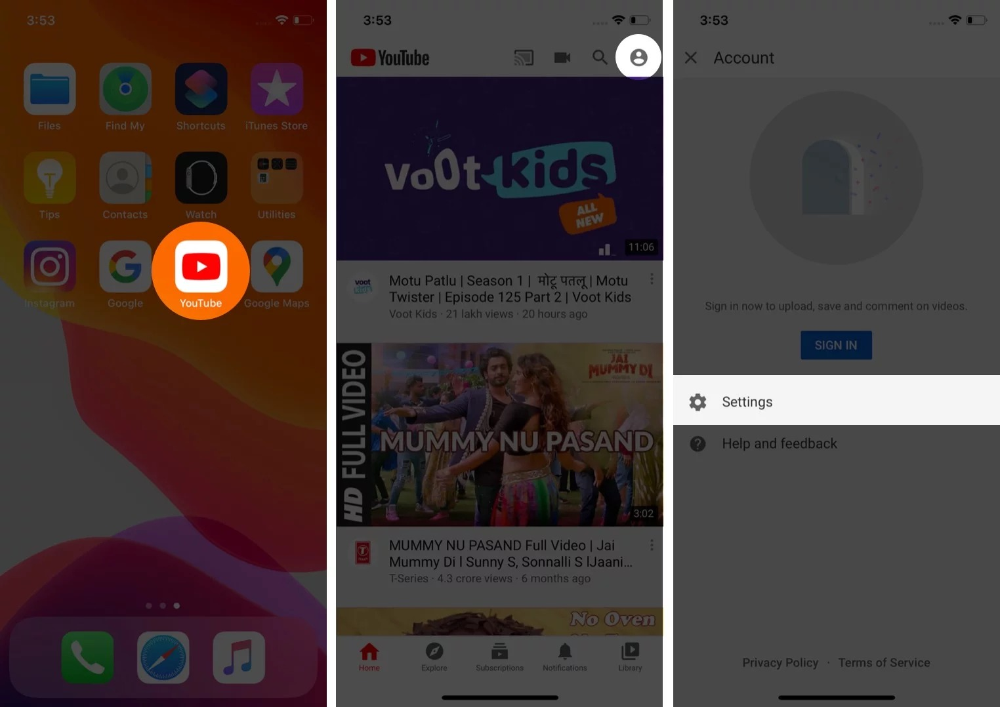 3:53
Files
Find My
Shortcuts
iTunes Store
Tips
Contacts
Watch
Utilities
Instagram
Google
YouTube
Google Maps
3:53
YouTube
voot kids
ALL
NEW
11:06
voot
kids
Motu Patlu | Season 1 | मोटू पतलू | Motu
Twister | Episode 125 Part 2 | Voot Kids
Voot Kids · 21 lakh views · 20 hours ago
HD FULL VIDEO
JAI
MUMMY DI
MUMMY NU PASAND
3:02
MUMMY NU PASAND Full Video | Jai
Mummy Di l Sunny S, Sonnalli S lJaani...
T-Series · 4.3 crore views · 6 months ago
No Oven
Home
Explore
Subscriptions
Notifications
Library
3:53
Account
Sign in now to upload, save and comment on videos.
SIGN IN
Settings
Help and feedback
Privacy Policy · Terms of Service